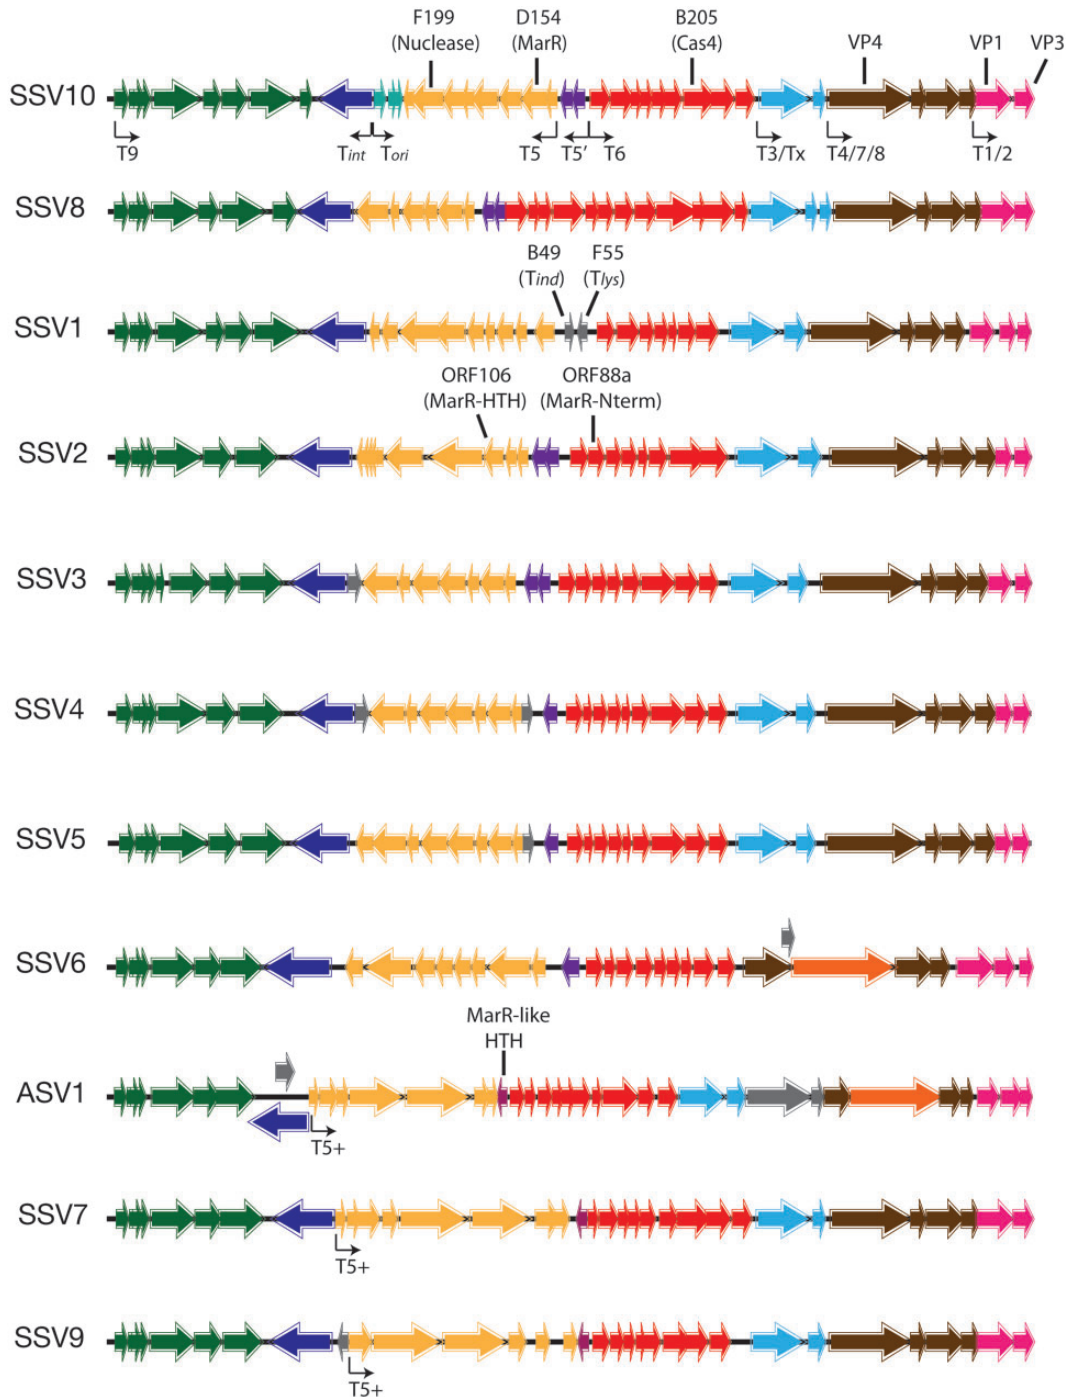 F199 D154 B205
(Nuclease) (MarR) (Cas4) VP4 VP1 VP3
SSV10
T9 Tint Tori T5 T5' T6 T3/Tx T4/7/8 T1/2
SSV8
B49 F55
(Tind) (Tlys)
SSV1
ORF106 ORF88a
(MarR-HTH) (MarR-Nterm)
SSV2
SSV3
SSV4
SSV5
SSV6
MarR-like
HTH
ASV1
T5+
SSV7
T5+
SSV9
T5+